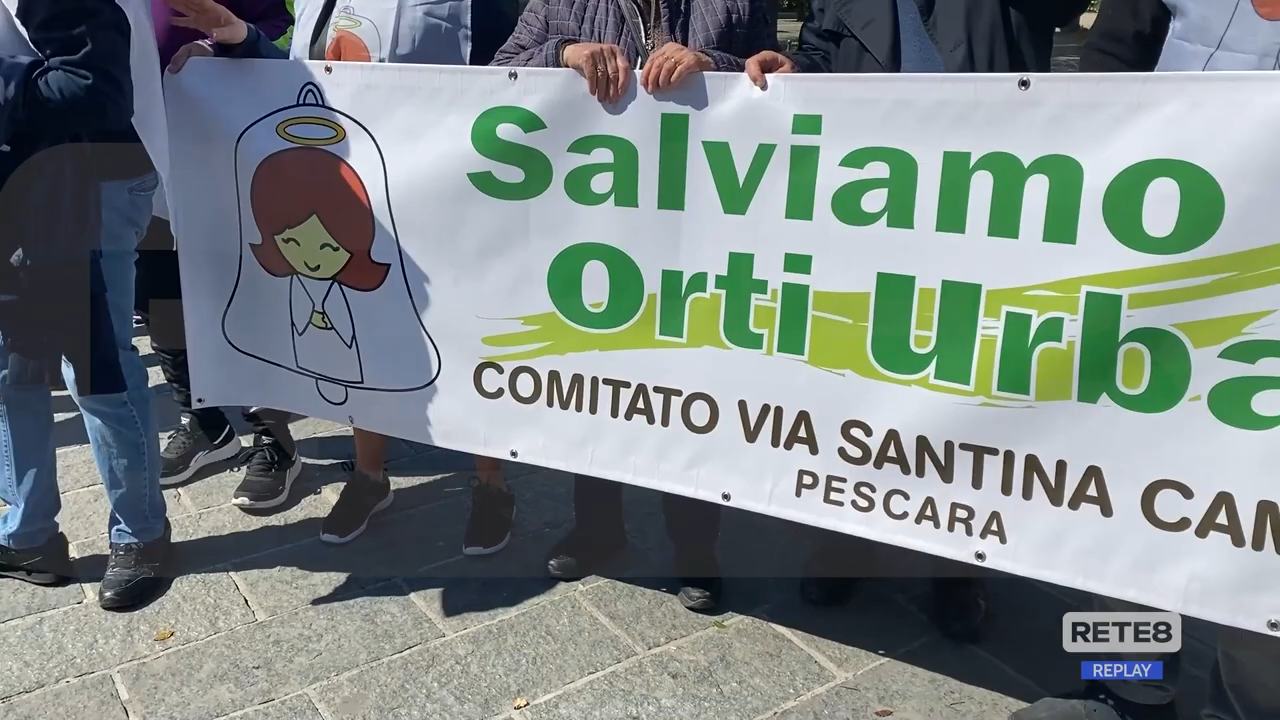 Salviamo
Orti Urba
COMITATO VIA SANTINA CAM
PESCARA
RETE8
REPLAY